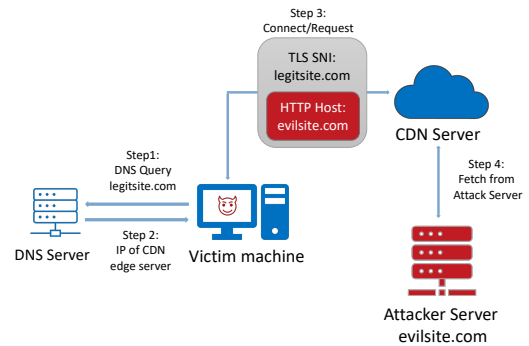 Step 3:
Connect/Request
TLS SNI:
legitsite.com
HTTP Host:
evilsite.com
CDN Server
Step1:
DNS Query
legitsite.com
Step 2:
IP of CDN
edge server
DNS Server
Victim machine
Step 4:
Fetch from
Attack Server
Attacker Server
evilsite.com